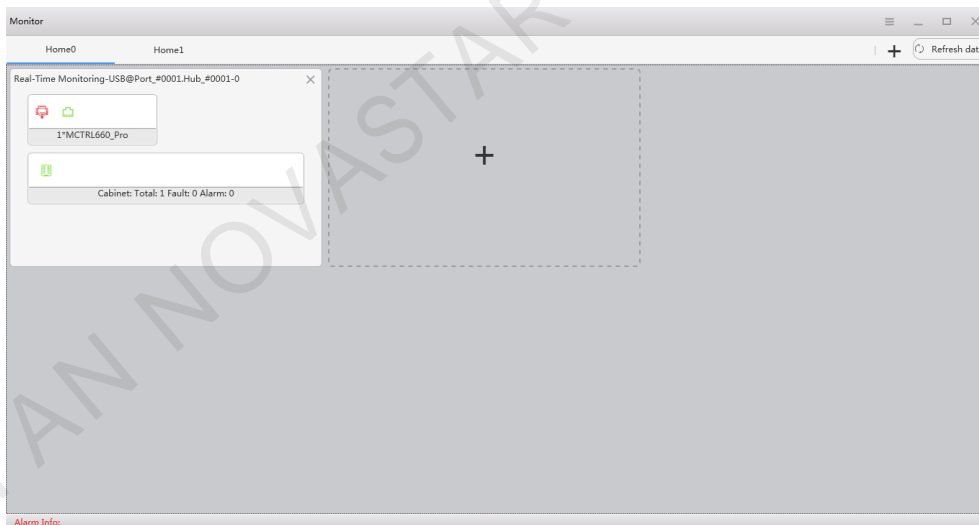 Monitor
Home0
Home1
Refresh dat
Real-Time Monitoring-USB@Port_#0001.Hub_#0001-0
1*MCTRL660_Pro
Cabinet: Total: 1 Fault: 0 Alarm: 0
AN NOVASTAR
Alarm Info: